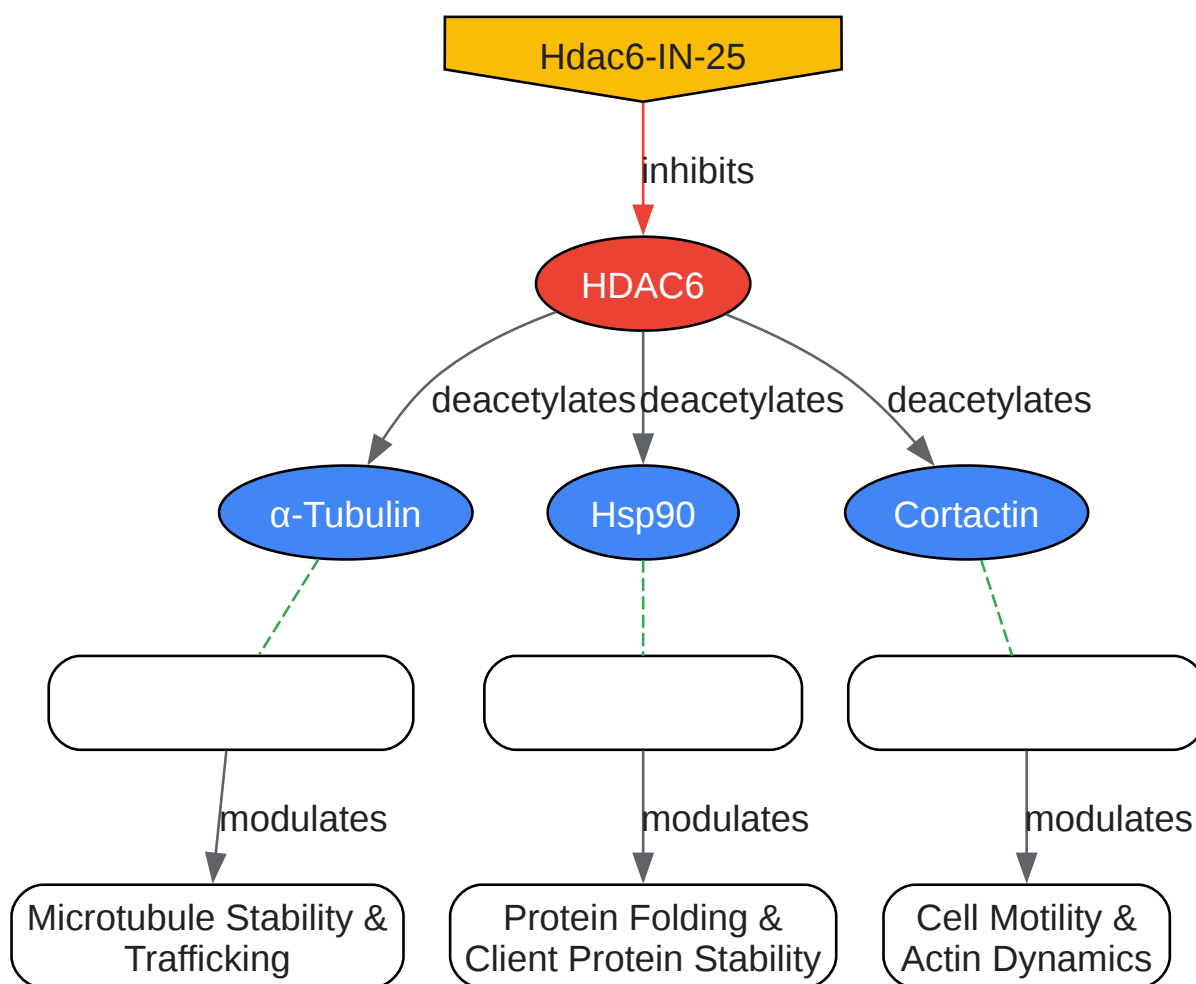 Hdac6-IN-25
inhibits
HDAC6
deacetylates deacetylates deacetylates
α-Tubulin Hsp90 Cortactin
modulates modulates modulates
Microtubule Stability & Protein Folding & Cell Motility &
Trafficking Client Protein Stability Actin Dynamics